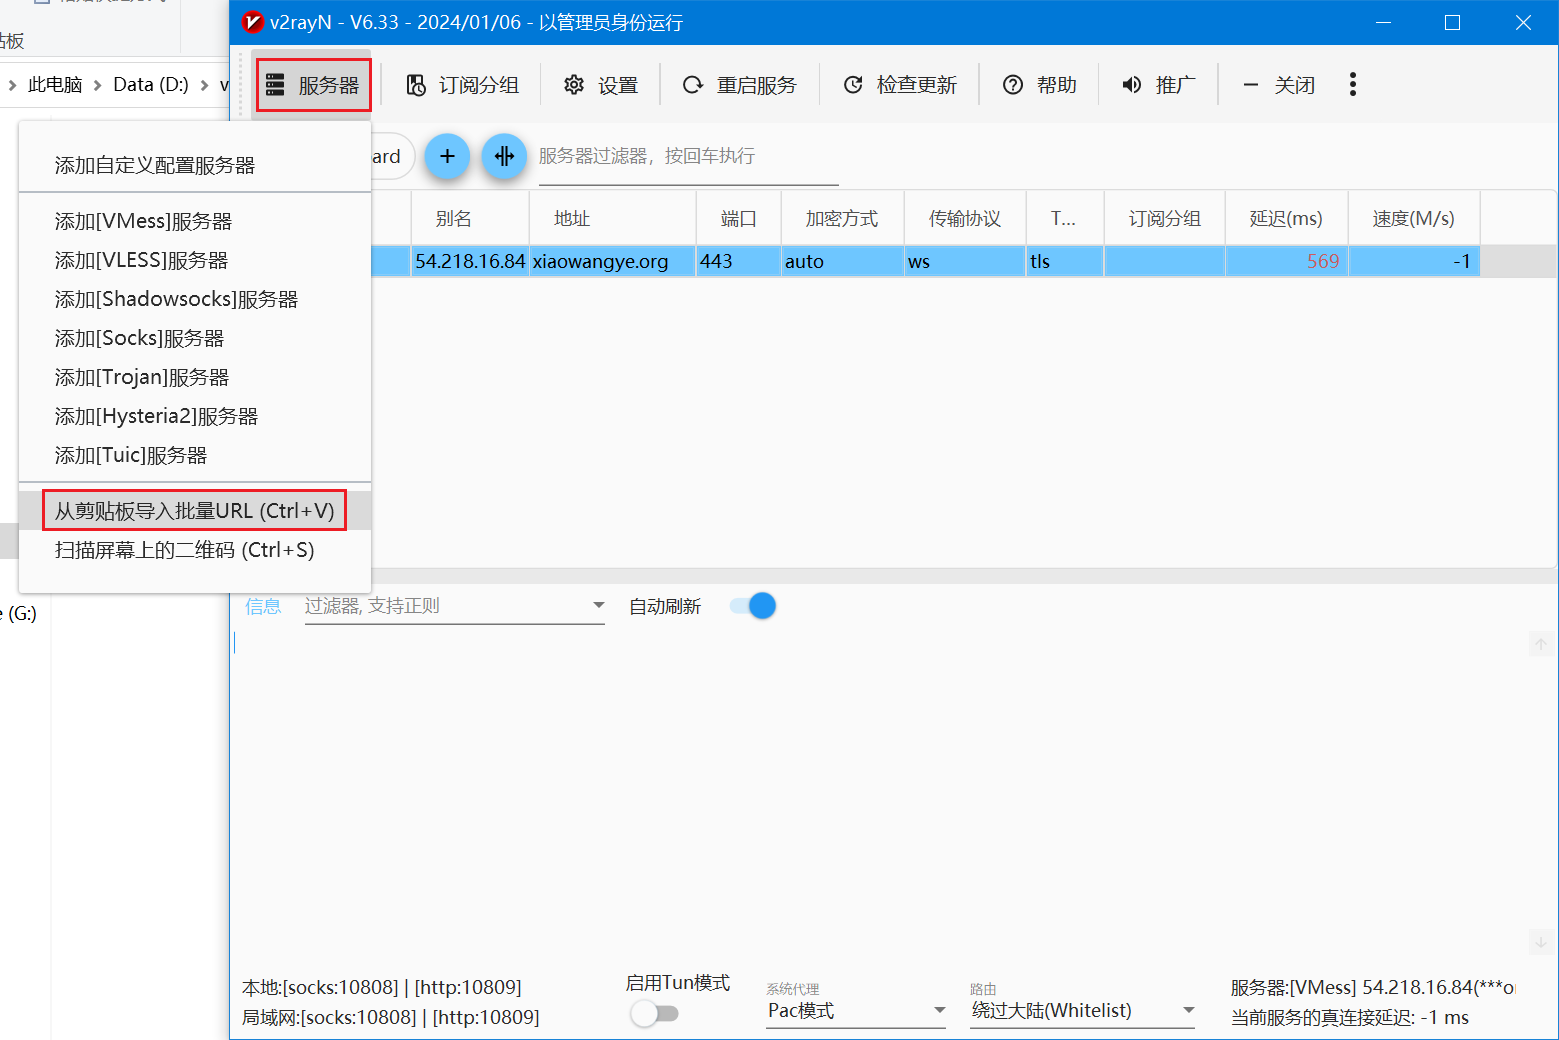 v2rayN - V6.33 - 2024/01/06 - 以管理员身份运行
贴板
此电脑
Data (D:)
v
服务器
订阅分组
设置
重启服务
检查更新
帮助
推广
关闭
添加自定义配置服务器
添加[VMess]服务器
添加[VLESS]服务器
添加[Shadowsocks]服务器
添加[Socks]服务器
添加[Trojan]服务器
添加[Hysteria2]服务器
添加[Tuic]服务器
从剪贴板导入批量URL (Ctrl+V)
扫描屏幕上的二维码 (Ctrl+S)
e (G:)
ard
服务器过滤器，按回车执行
别名 地址 端口 加密方式 传输协议 T... 订阅分组 延迟(ms) 速度(M/s)
54.218.16.84 xiaowangye.org 443 auto ws tls 569 -1
信息
过滤器, 支持正则
自动刷新
本地:[socks:10808] | [http:10809]
局域网:[socks:10808] | [http:10809]
启用Tun模式
系统代理
Pac模式
路由
绕过大陆(Whitelist)
服务器:[VMess] 54.218.16.84(***o
当前服务的真连接延迟: -1 ms